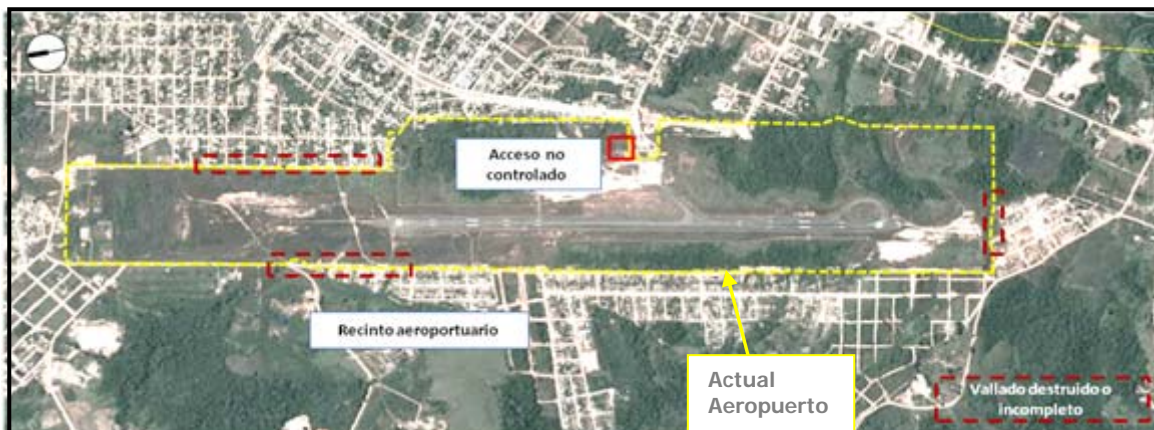 Acceso no
controlado
Recinto aeroportuario
Actual
Aeropuerto
Vallado destruido o
incompleto